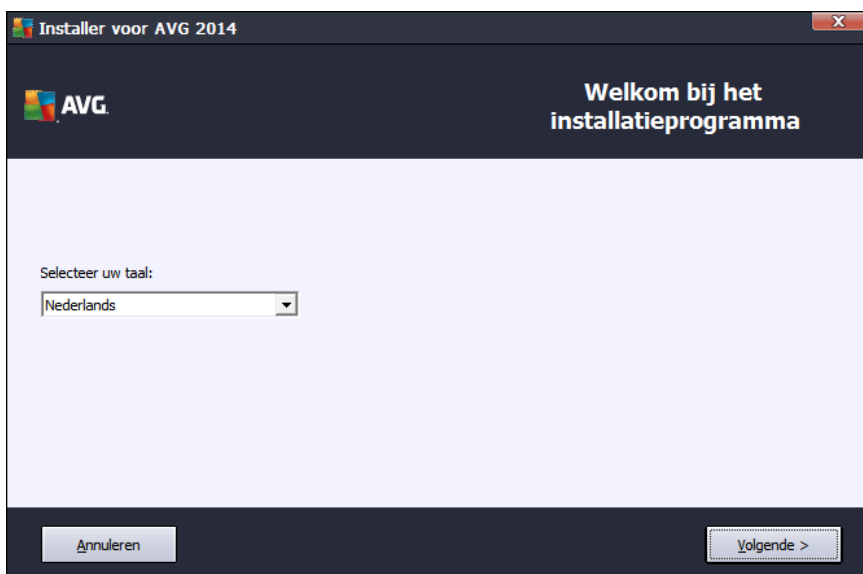 Installer voor AVG 2014
X
AVG.
Welkom bij het
installatieprogramma
Selecteer uw taal:
Nederlands
Annuleren
Volgende >